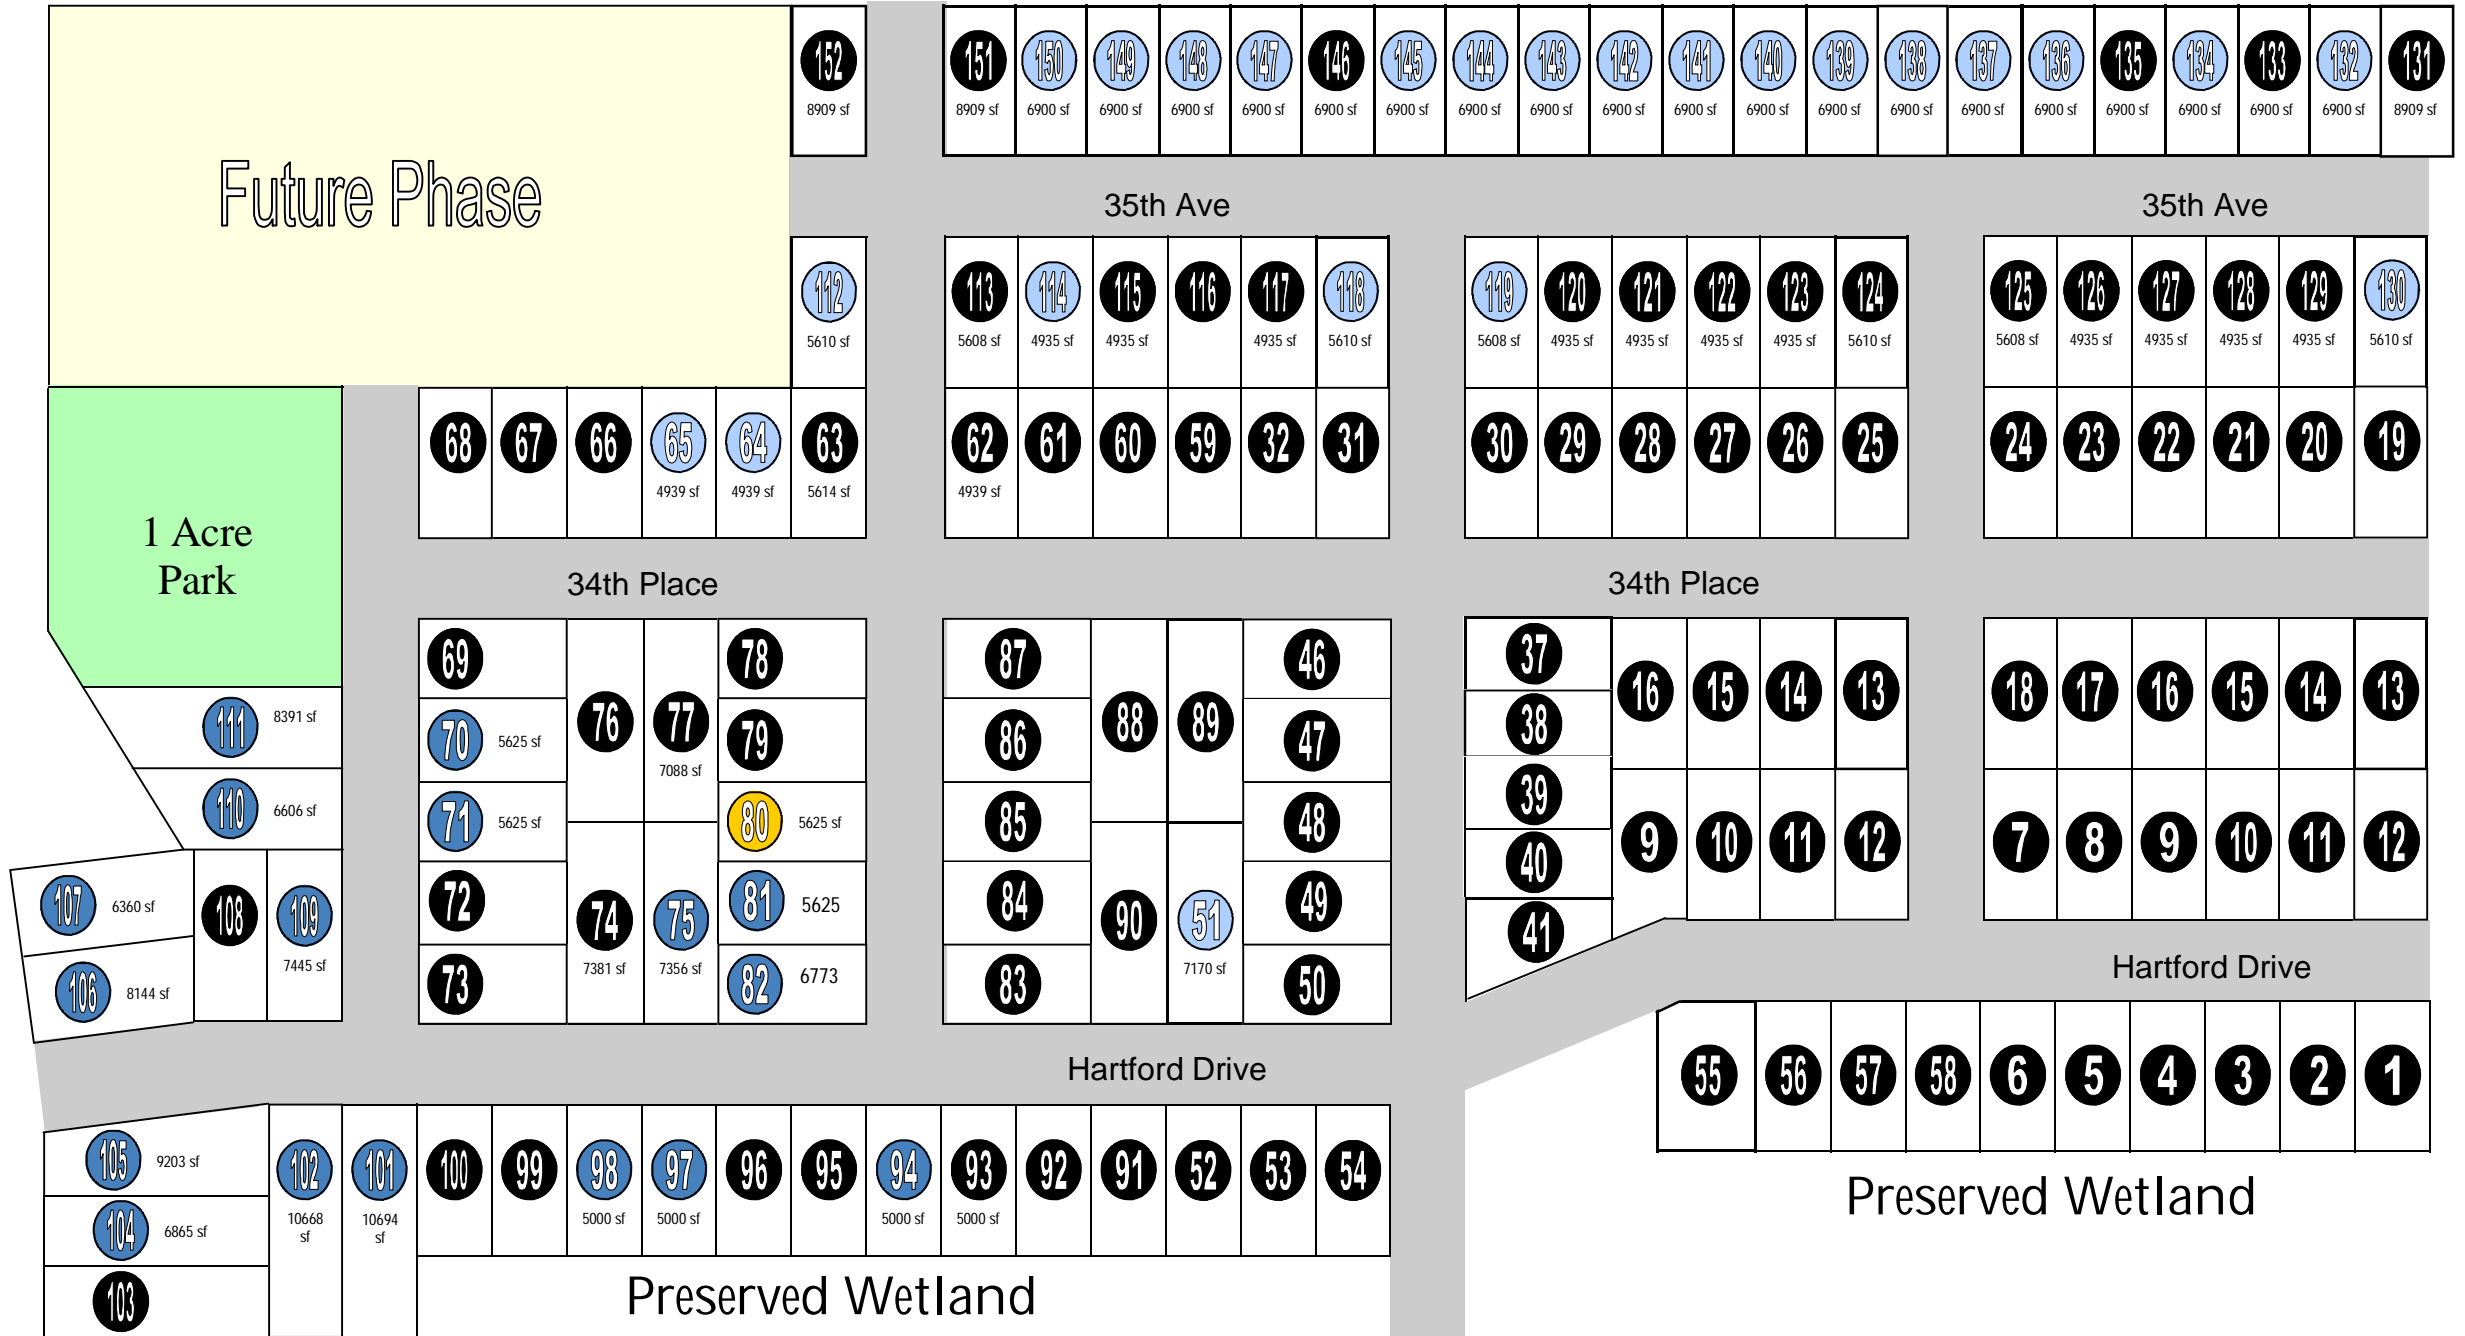 152 151 150 149 148 147 146 145 144 143 142 141 140 139 138 137 136 135 134 133 132 131
8909 sf 8909 sf 6900 sf 6900 sf 6900 sf 6900 sf 6900 sf 6900 sf 6900 sf 6900 sf 6900 sf 6900 sf 6900 sf 6900 sf 6900 sf 6900 sf 6900 sf 6900 sf 6900 sf 6900 sf 6900 sf 8909 sf
Future Phase
35th Ave 35th Ave
112 113 114 115 116 117 118 119 120 121 122 123 124 125 126 127 128 129 130
5610 sf 5608 sf 4935 sf 4935 sf 4935 sf 5610 sf 5608 sf 4935 sf 4935 sf 4935 sf 4935 sf 5610 sf 5608 sf 4935 sf 4935 sf 4935 sf 4935 sf 5610 sf
68 67 66 65 64 63 62 61 60 59 32 31 30 29 28 27 26 25 24 23 22 21 20 19
4939 sf 4939 sf 5614 sf 4939 sf
1 Acre
Park
34th Place 34th Place
69 78 87 46 37
76 77 88 89 16 15 14 13 18 17 16 15 14 13
7088 sf
111 8391 sf 70 5625 sf 79 86 47 38
110 6606 sf 71 5625 sf 80 5625 sf 85 48 39
9 10 11 12 7 8 9 10 11 12
107 6360 sf 108 109 72 74 75 81 5625 84 90 51 49 40
7445 sf 7381 sf 7356 sf 7170 sf
41
106 8144 sf 73 82 6773 83 50
Hartford Drive
Hartford Drive
55 56 57 58 6 5 4 3 2 1
105 9203 sf 102 101 100 99 98 97 96 95 94 93 92 91 52 53 54
10668 10694 5000 sf 5000 sf 5000 sf 5000 sf
sf sf
104 6865 sf
103
Preserved Wetland
Preserved Wetland